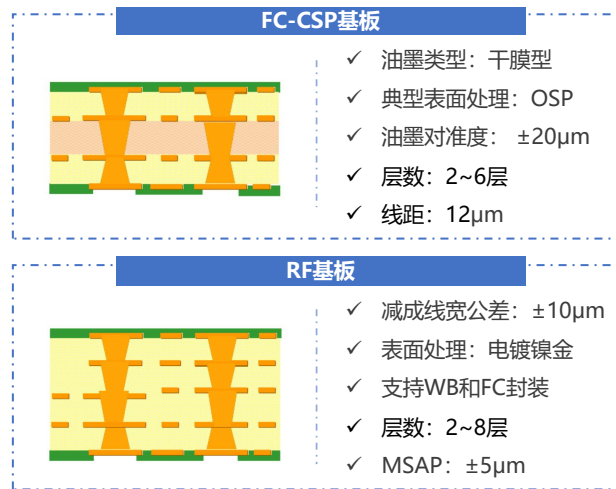 FC-CSP基板
✓ 油墨类型：干膜型
✓ 典型表面处理：OSP
✓ 油墨对准度： ±20μm
✓ 层数：2~6层
✓ 线距：12μm
RF基板
✓ 减成线宽公差：±10μm
✓ 表面处理：电镀镍金
✓ 支持WB和FC封装
✓ 层数：2~8层
✓ MSAP：±5μm